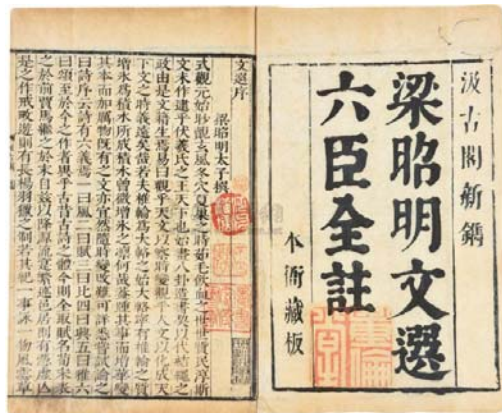 汲古閣新鐫
梁昭明文選
六臣全註
本衙藏板
文選序
梁昭明太子撰
式觀元始眇覿玄風冬穴夏巢之時茹毛飲血之世世質民淳斯
文未作逮乎伏羲氏之王天下也始畫八卦造書契以代結繩之
政由是文籍生焉易曰觀乎天文以察時變觀乎人文以化成天
下文之時義遠矣哉若夫椎輪為大輅之始大輅寧有椎輪之質
增氷為積水所成積水曾微增氷之凛何哉蓋踵其事而增華變
其本而加厲物既有之文亦宜然隨時變改難可詳悉嘗試論之
曰詩序云詩有六義焉一曰風二曰賦三曰比四曰興五曰雅六
曰頌至於今之作者異乎古昔古詩之體今則全取賦名荀宋表
之於前賈馬繼之於末自茲以降源流寔繁述邑居則有憑虛亡
是之作戒畋遊則有長楊羽獵之制若其紀一事詠一物風雲草